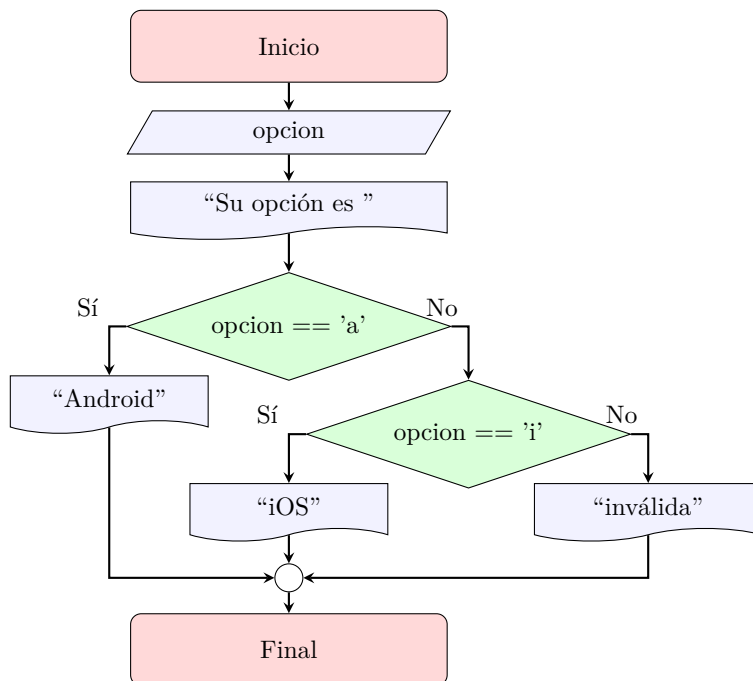 Inicio
opcion
“Su opción es ”
Sí
No
opcion == 'a'
“Android”
Sí
No
opcion == 'i'
“iOS”
“inválida”
Final